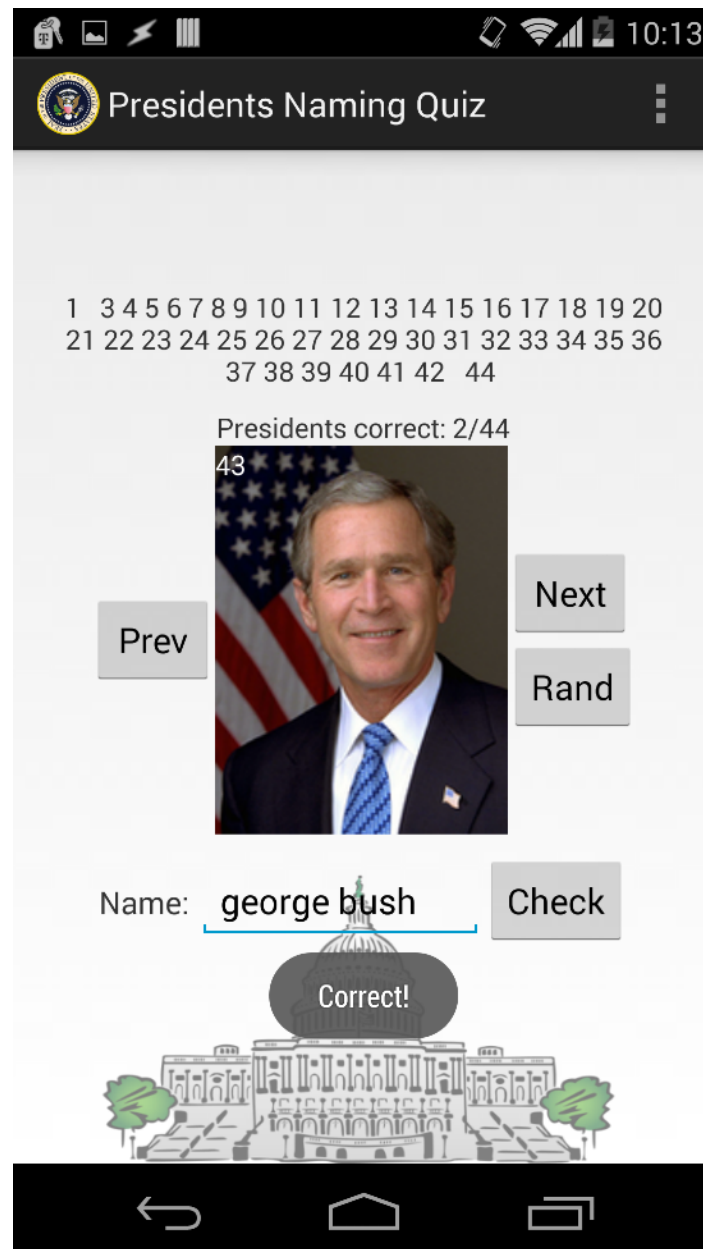 10:13
Presidents Naming Quiz
1   3 4 5 6 7 8 9 10 11 12 13 14 15 16 17 18 19 20
21 22 23 24 25 26 27 28 29 30 31 32 33 34 35 36
37 38 39 40 41 42   44
Presidents correct: 2/44
43
Next
Prev
Rand
Name: george bush Check
Correct!